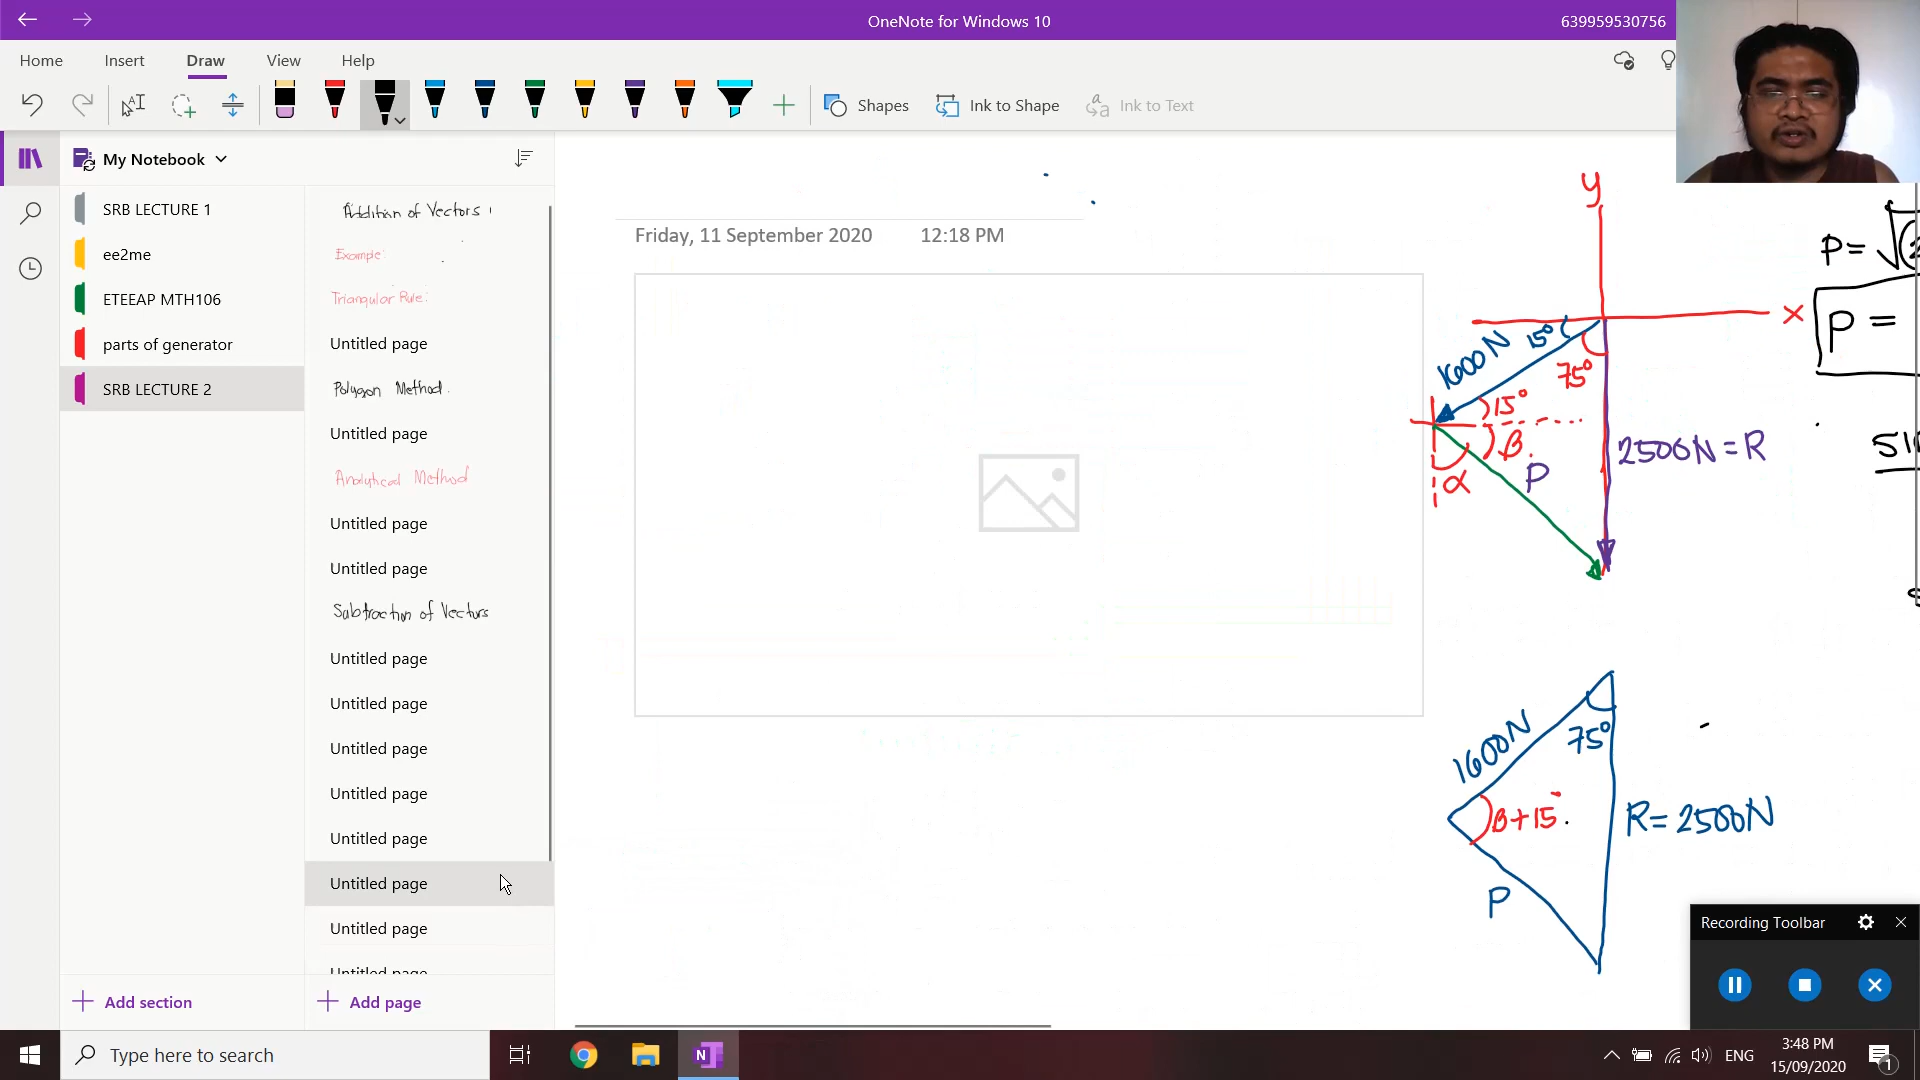 OneNote for Windows 10
639959530756
Home
Insert
Draw
View
Help
Shapes
Ink to Shape
Ink to Text
My Notebook
SRB LECTURE 1
ee2me
ETEEAP MTH106
parts of generator
SRB LECTURE 2
Addition of Vectors
Example:
Triangular Rule:
Untitled page
Polygon Method.
Untitled page
Analytical Method
Untitled page
Untitled page
Subtraction of Vectors
Untitled page
Untitled page
Untitled page
Untitled page
Untitled page
Untitled page
Untitled page
Untitled page
Add section
Add page
Friday, 11 September 2020
12:18 PM
y
x
1600N
15°
75°
15°
β.
α
P
2500N = R
P=
P =
1600N
75°
β+15°
R= 2500N
P
Recording Toolbar
Type here to search
ENG
3:48 PM
15/09/2020
1